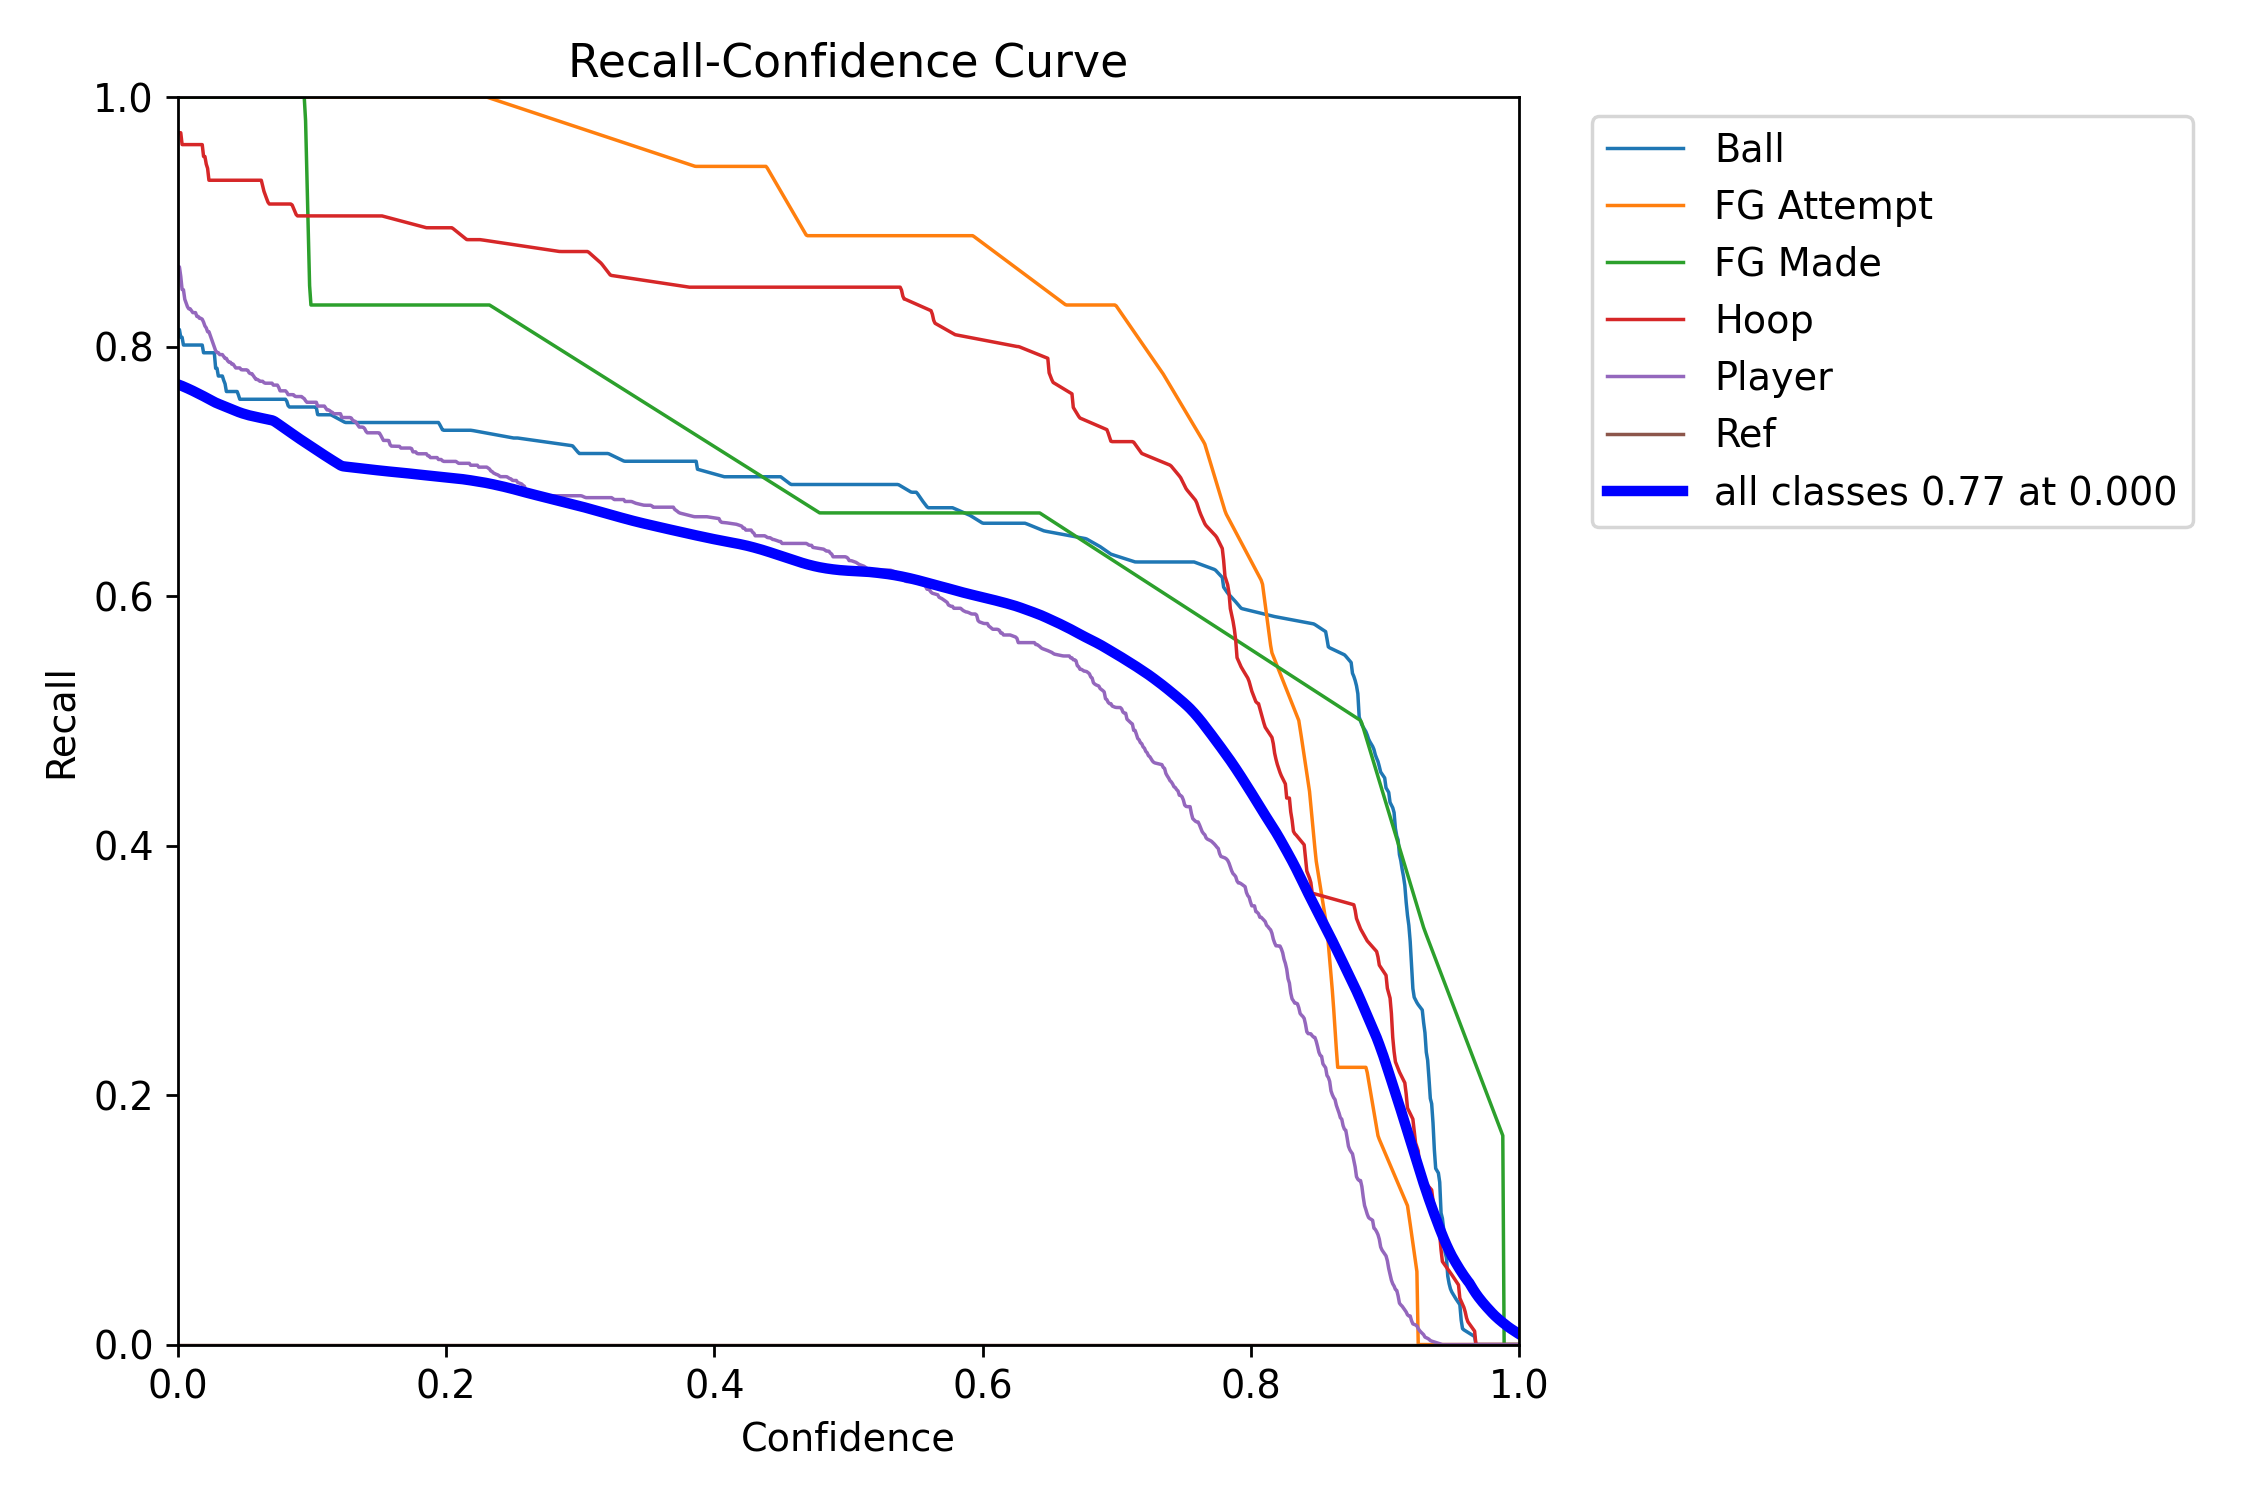 Recall-Confidence Curve
1.0
0.8
0.6
0.4
0.2
0.0
Recall
0.0 0.2 0.4 0.6 0.8 1.0
Confidence
Ball
FG Attempt
FG Made
Hoop
Player
Ref
all classes 0.77 at 0.000